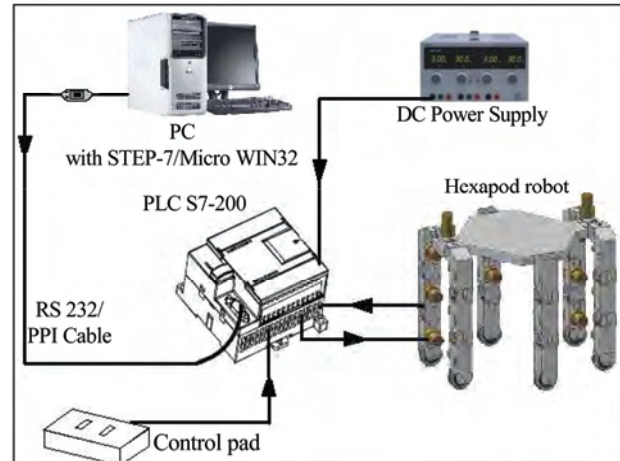 PC
with STEP-7/Micro WIN32
DC Power Supply
PLC S7-200
Hexapod robot
RS 232/
PPI Cable
Control pad